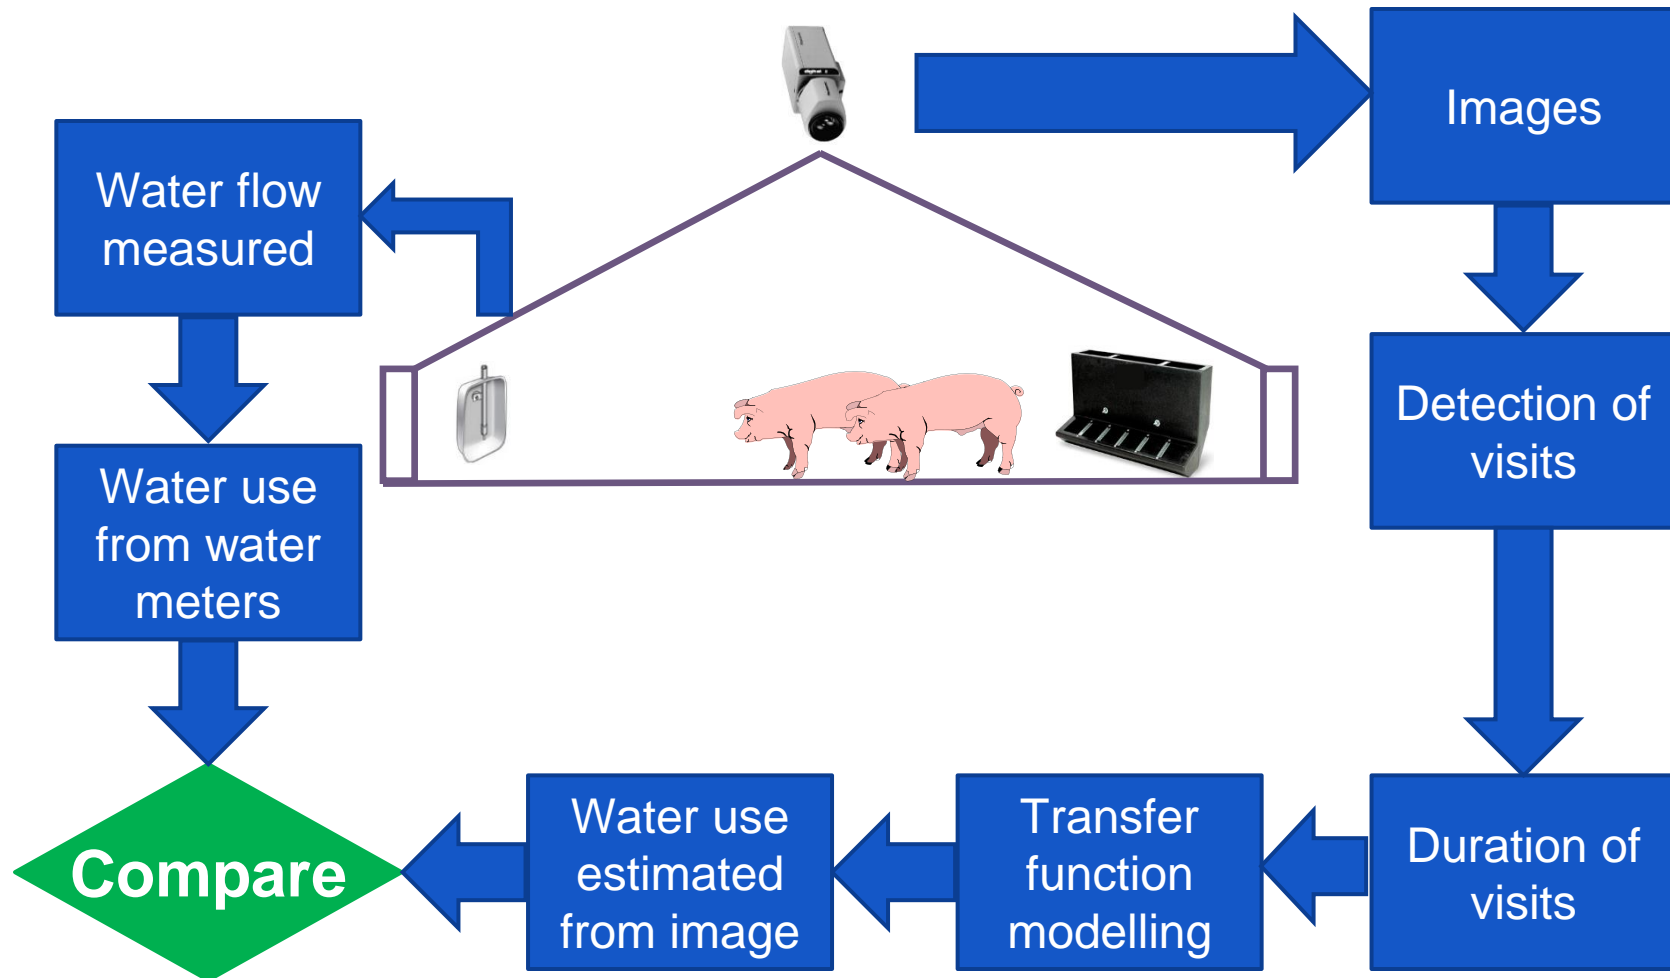 Images
Water flow
measured
Detection of
visits
Water use
from water
meters
Compare
Water use
estimated
from image
Transfer
function
modelling
Duration of
visits